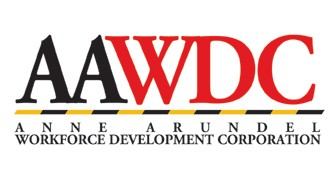 AAWDC
ANNE ARUNDEL
WORKFORCE DEVELOPMENT CORPORATION